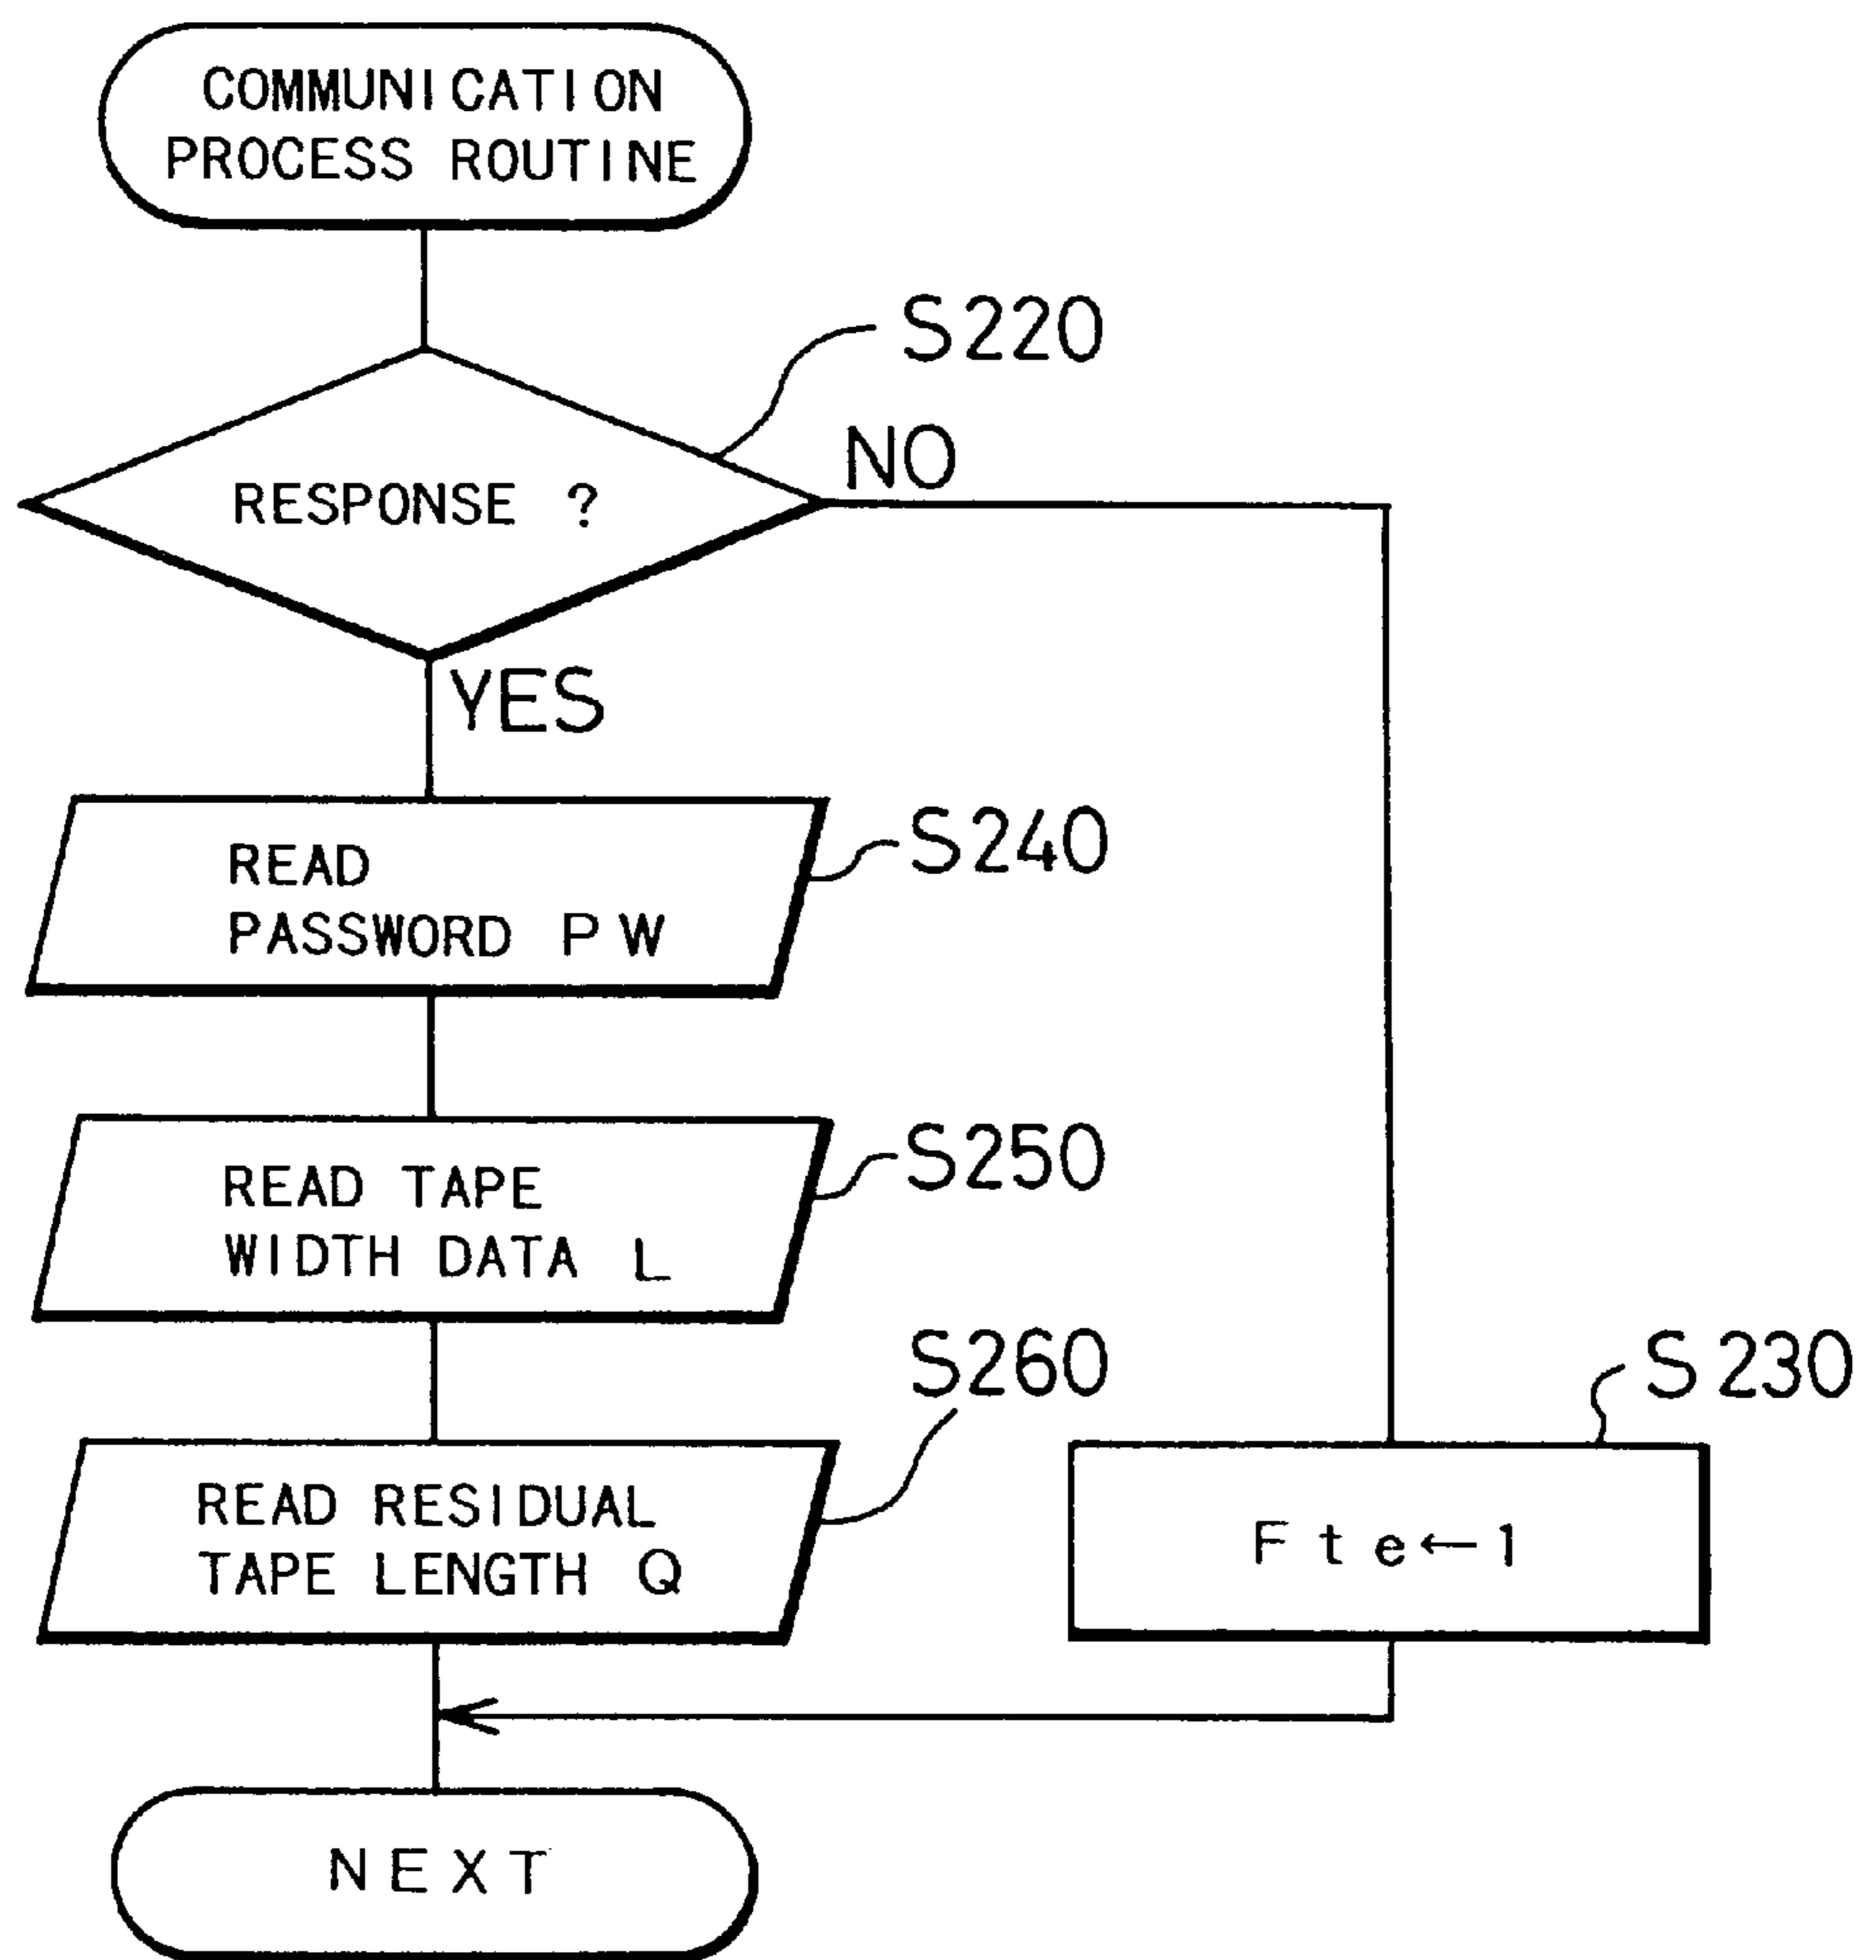 COMMUNICATION
PROCESS ROUTINE
S220
NO
RESPONSE ?
YES
S240
READ
PASSWORD PW
S250
READ TAPE
WIDTH DATA L
S260
S230
READ RESIDUAL
TAPE LENGTH Q
Fte←1
NEXT